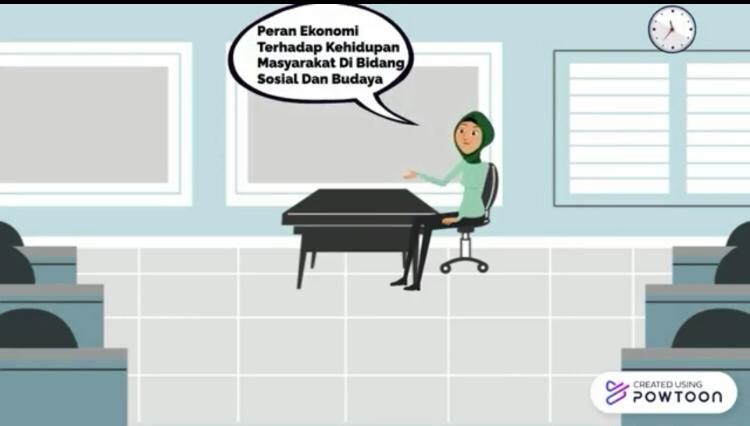 Peran Ekonomi
Terhadap Kehidupan
Masyarakat Di Bidang
Sosial Dan Budaya
CREATED USING
POWTOON